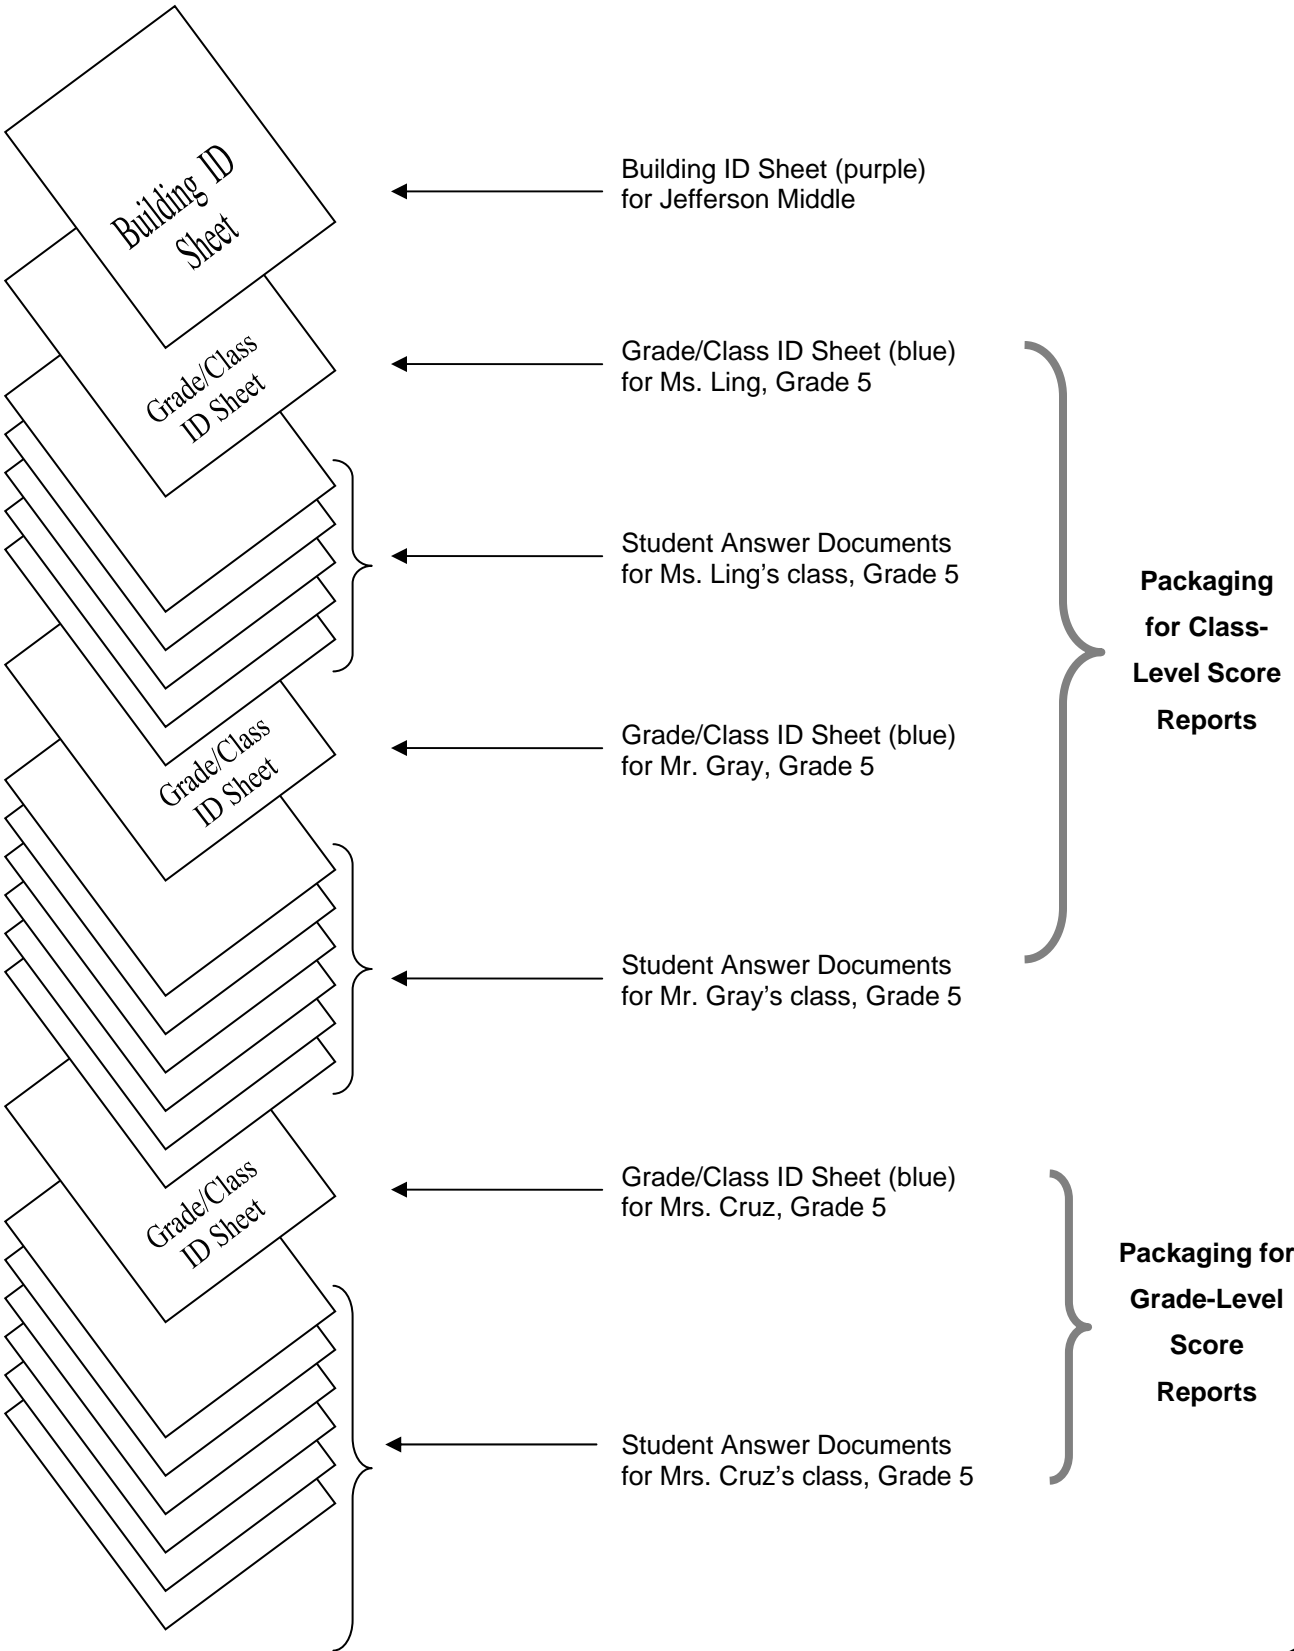 Building ID
Sheet
Building ID Sheet (purple)
for Jefferson Middle
Grade/Class
ID Sheet
Grade/Class ID Sheet (blue)
for Ms. Ling, Grade 5
Student Answer Documents
for Ms. Ling’s class, Grade 5
Packaging
for Class-
Level Score
Reports
Grade/Class
ID Sheet
Grade/Class ID Sheet (blue)
for Mr. Gray, Grade 5
Student Answer Documents
for Mr. Gray’s class, Grade 5
Grade/Class
ID Sheet
Grade/Class ID Sheet (blue)
for Mrs. Cruz, Grade 5
Student Answer Documents
for Mrs. Cruz’s class, Grade 5
Packaging for
Grade-Level
Score
Reports